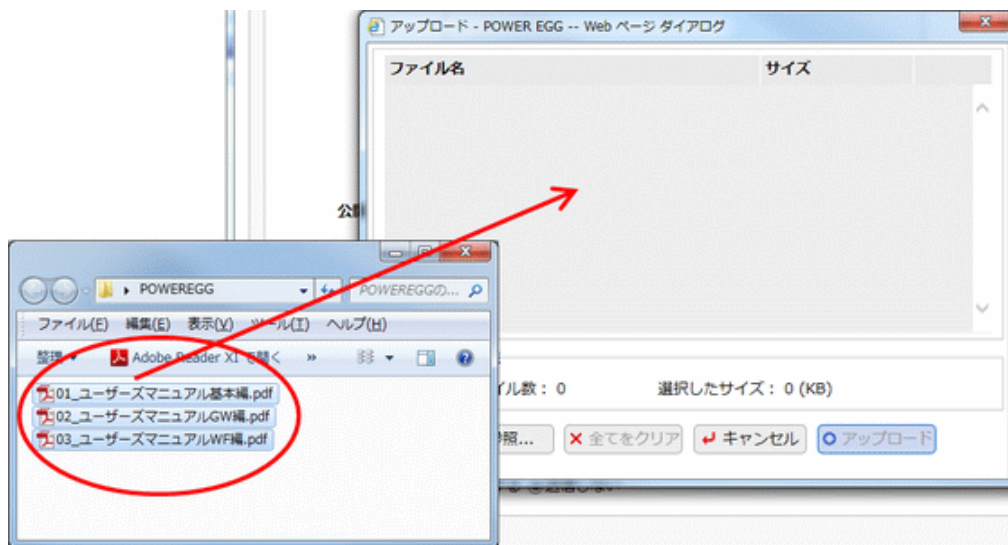 アップロード - POWER EGG -- Web ページ ダイアログ
ファイル名 サイズ
POWEREGG POWEREGGの...
ファイル(E) 編集(E) 表示(V) ツール(T) ヘルプ(H)
整理 Adobe Reader XI で開く »
01_ユーザーズマニュアル基本編.pdf
02_ユーザーズマニュアルGW編.pdf
03_ユーザーズマニュアルWF編.pdf
イル数： 0 選択したサイズ： 0 (KB)
照... 全てをクリア キャンセル アップロード